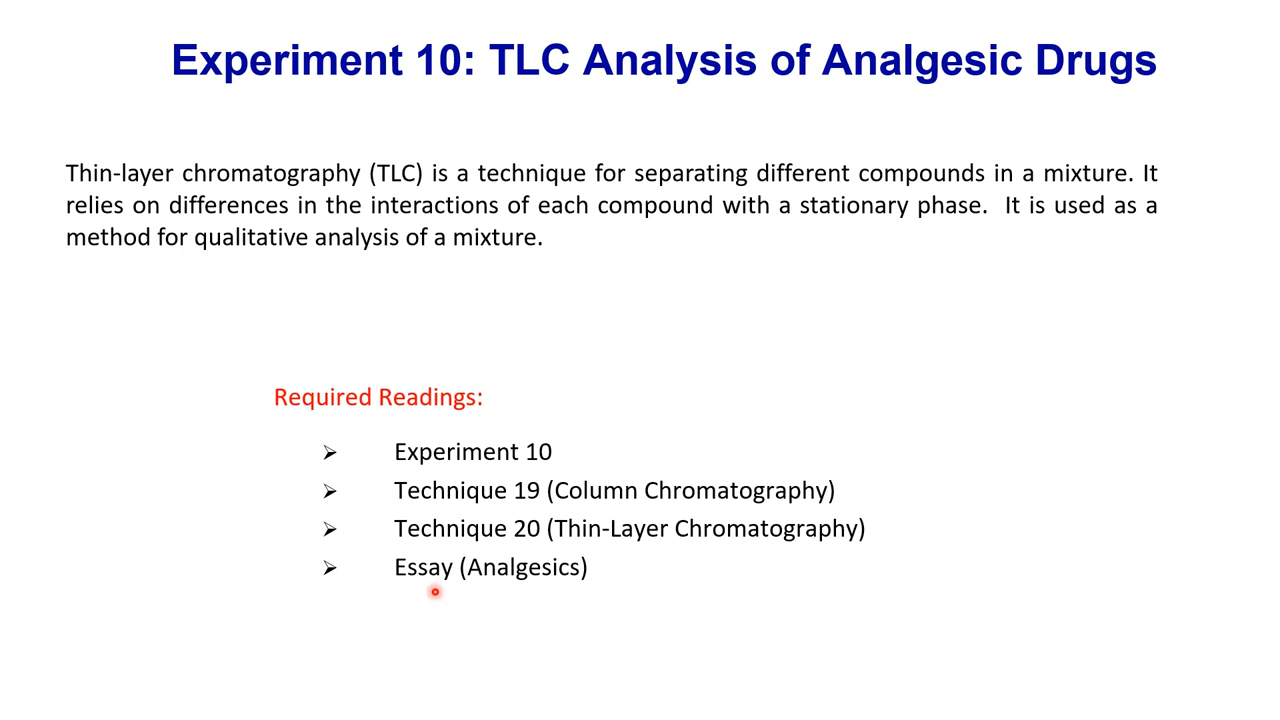 Experiment 10: TLC Analysis of Analgesic Drugs
Thin-layer chromatography (TLC) is a technique for separating different compounds in a mixture. It
relies on differences in the interactions of each compound with a stationary phase.  It is used as a
method for qualitative analysis of a mixture.
Required Readings:
➢ Experiment 10
➢ Technique 19 (Column Chromatography)
➢ Technique 20 (Thin-Layer Chromatography)
➢ Essay (Analgesics)